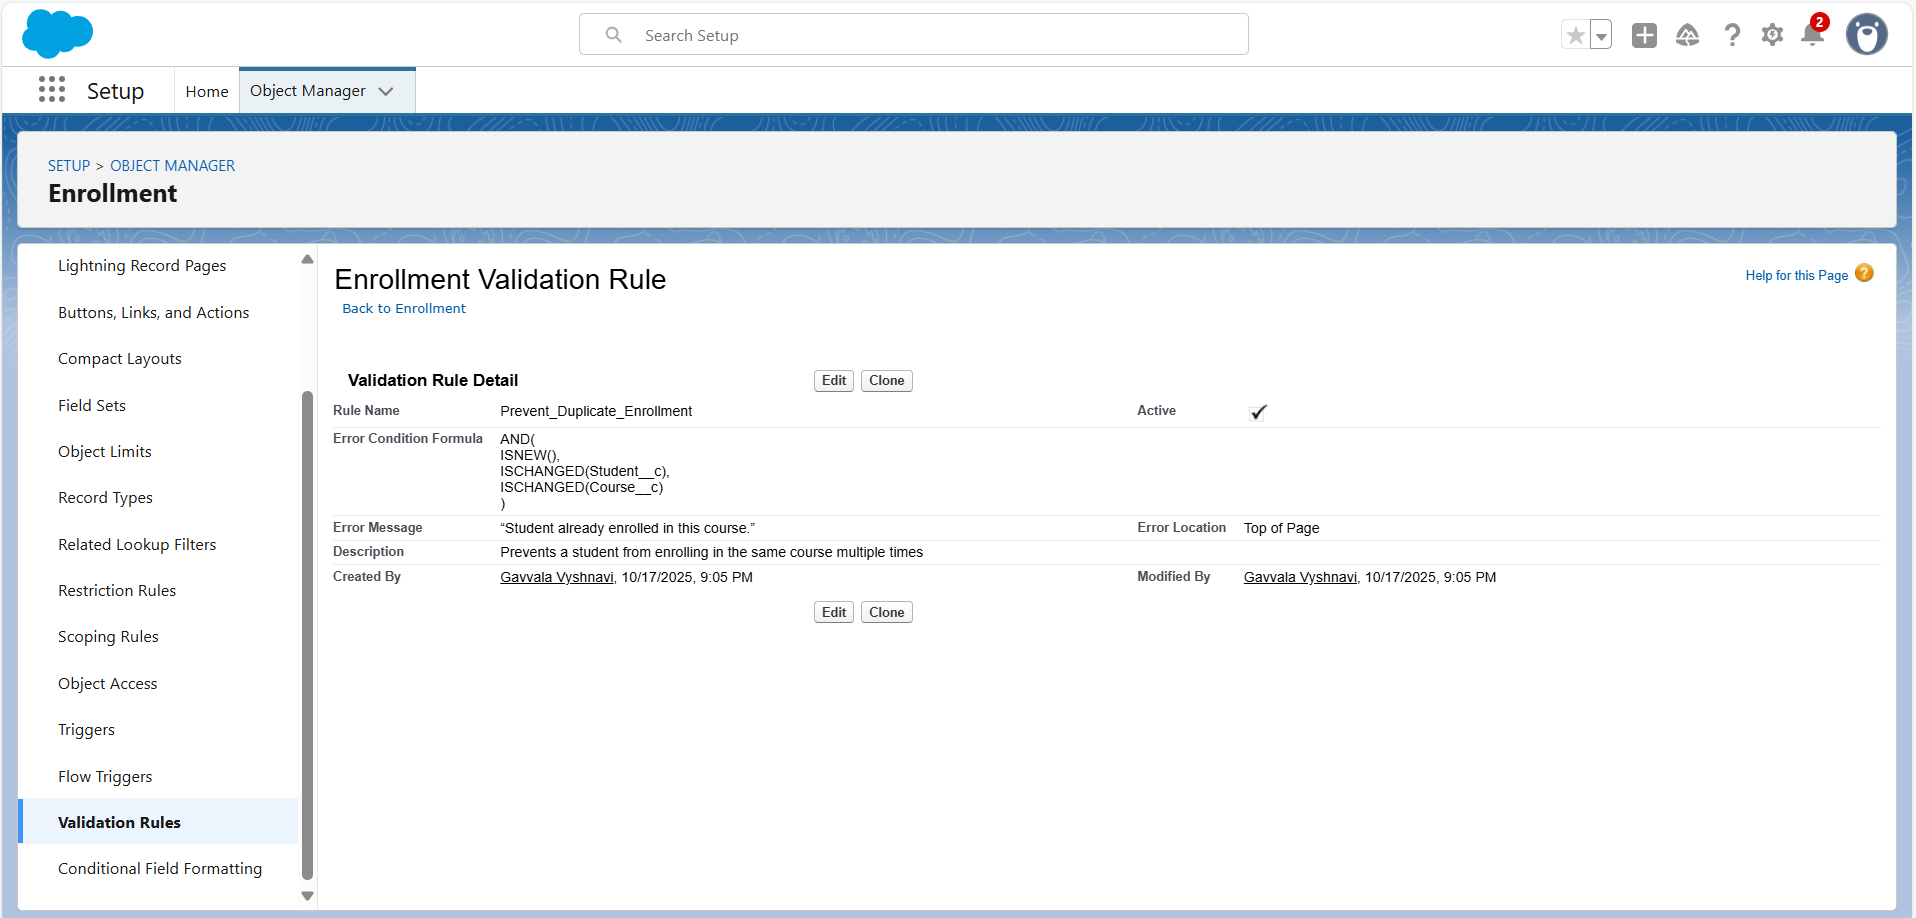 Search Setup
2
Setup
Home
Object Manager
SETUP > OBJECT MANAGER
Enrollment
Lightning Record Pages
Buttons, Links, and Actions
Compact Layouts
Field Sets
Object Limits
Record Types
Related Lookup Filters
Restriction Rules
Scoping Rules
Object Access
Triggers
Flow Triggers
Validation Rules
Conditional Field Formatting
Enrollment Validation Rule
Back to Enrollment
Help for this Page ?
Validation Rule Detail
Edit
Clone
Rule Name
Prevent_Duplicate_Enrollment
Active
Error Condition Formula
AND(
ISNEW(),
ISCHANGED(Student__c),
ISCHANGED(Course__c)
)
Error Message
“Student already enrolled in this course.”
Error Location
Top of Page
Description
Prevents a student from enrolling in the same course multiple times
Created By
Gavvala Vyshnavi, 10/17/2025, 9:05 PM
Modified By
Gavvala Vyshnavi, 10/17/2025, 9:05 PM
Edit
Clone